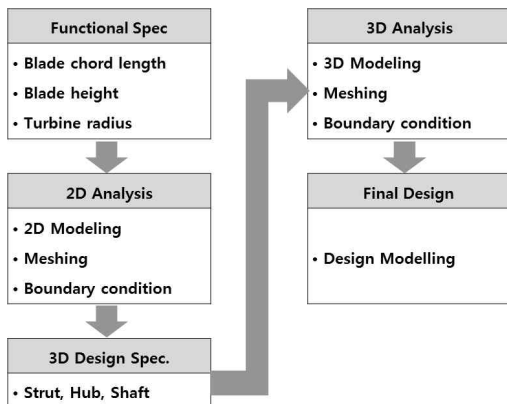 Functional Spec
• Blade chord length
• Blade height
• Turbine radius
2D Analysis
• 2D Modeling
• Meshing
• Boundary condition
3D Design Spec.
• Strut, Hub, Shaft
3D Analysis
• 3D Modeling
• Meshing
• Boundary condition
Final Design
• Design Modelling